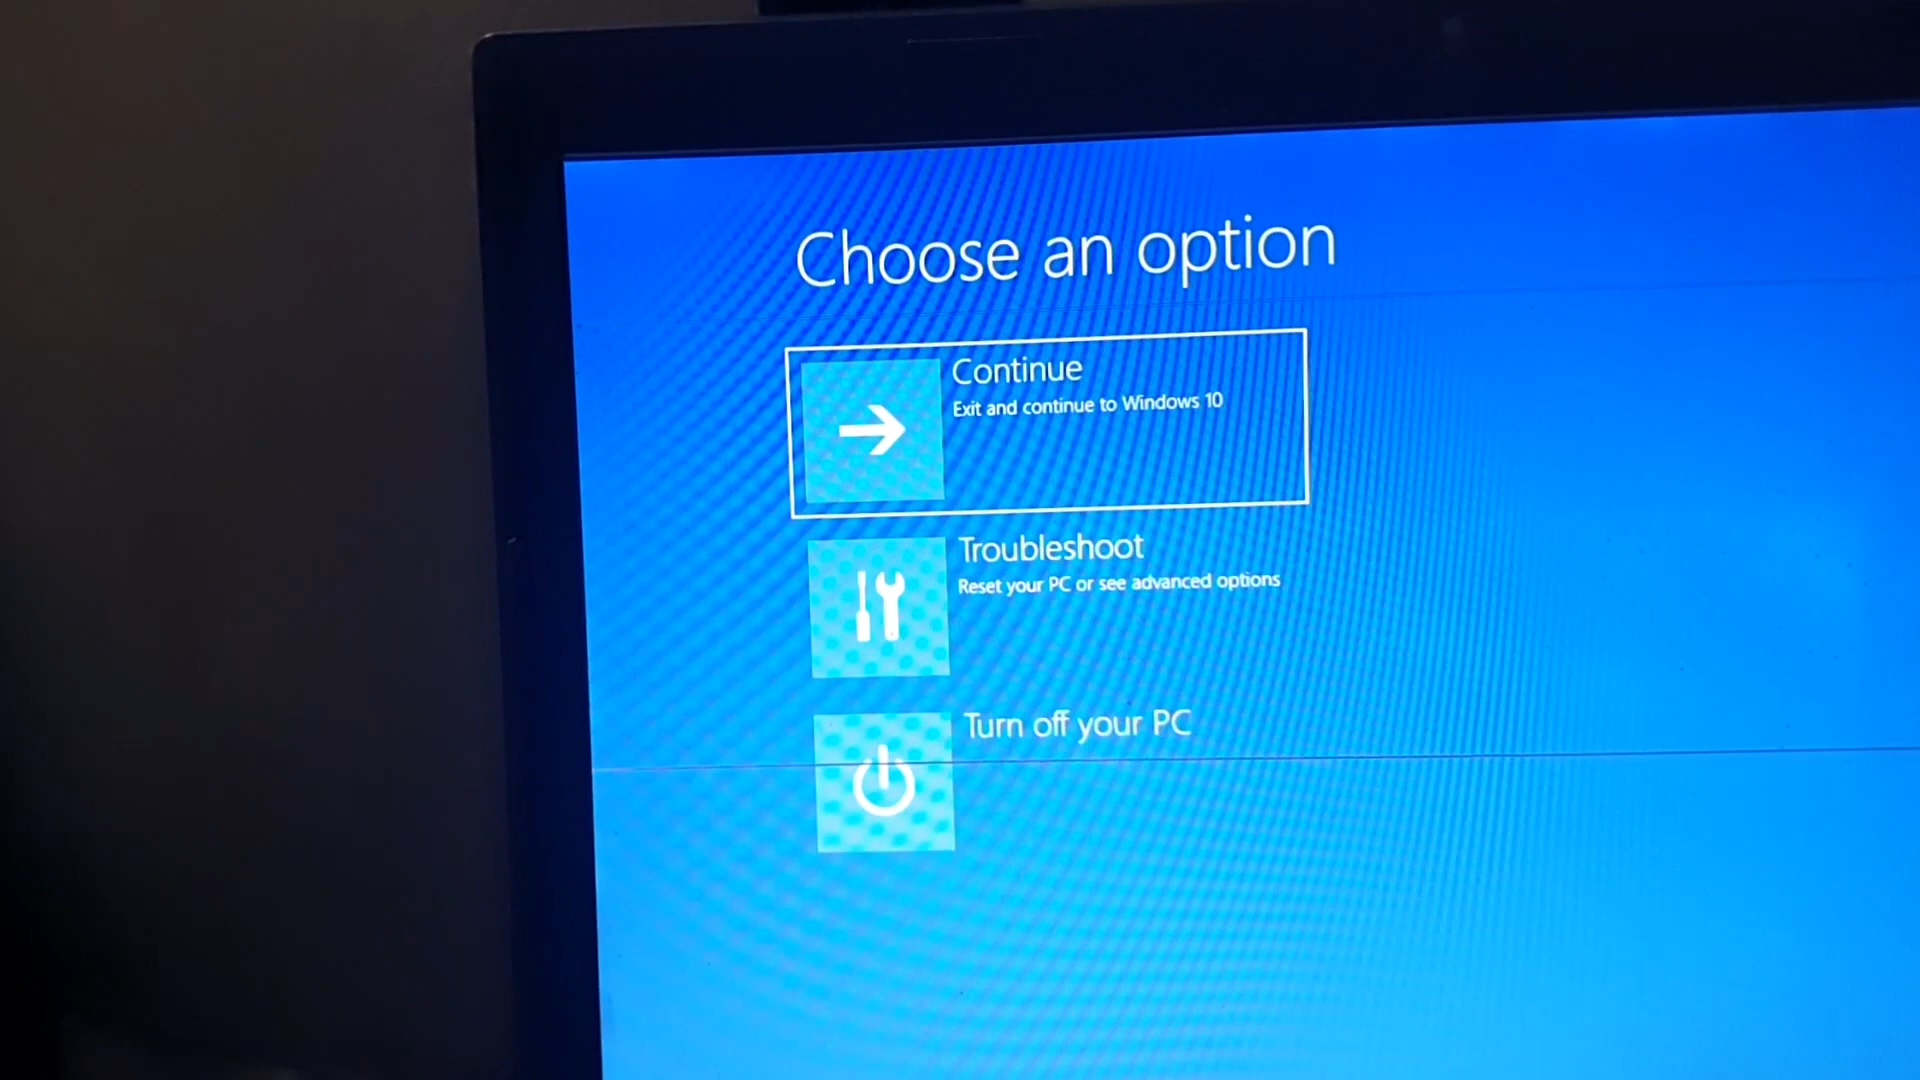 Choose an option
Continue
Exit and continue to Windows 10
Troubleshoot
Reset your PC or see advanced options
Turn off your PC